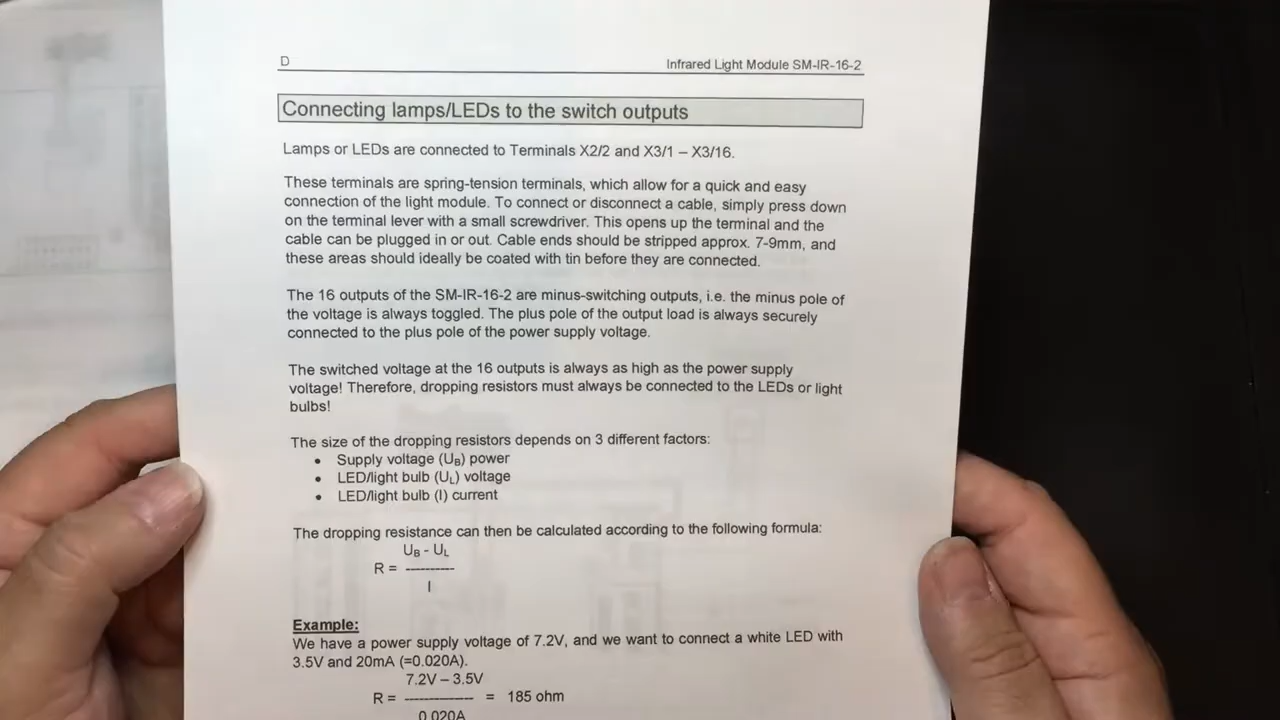 D
Infrared Light Module SM-IR-16-2
Connecting lamps/LEDs to the switch outputs
Lamps or LEDs are connected to Terminals X2/2 and X3/1 – X3/16.
These terminals are spring-tension terminals, which allow for a quick and easy
connection of the light module. To connect or disconnect a cable, simply press down
on the terminal lever with a small screwdriver. This opens up the terminal and the
cable can be plugged in or out. Cable ends should be stripped approx. 7-9mm, and
these areas should ideally be coated with tin before they are connected.
The 16 outputs of the SM-IR-16-2 are minus-switching outputs, i.e. the minus pole of
the voltage is always toggled. The plus pole of the output load is always securely
connected to the plus pole of the power supply voltage.
The switched voltage at the 16 outputs is always as high as the power supply
voltage! Therefore, dropping resistors must always be connected to the LEDs or light
bulbs!
The size of the dropping resistors depends on 3 different factors:
• Supply voltage (UB) power
• LED/light bulb (UL) voltage
• LED/light bulb (I) current
The dropping resistance can then be calculated according to the following formula:
UB - UL
R = ----------
I
Example:
We have a power supply voltage of 7.2V, and we want to connect a white LED with
3.5V and 20mA (=0.020A).
7.2V – 3.5V
R = -------------- = 185 ohm
0.020A